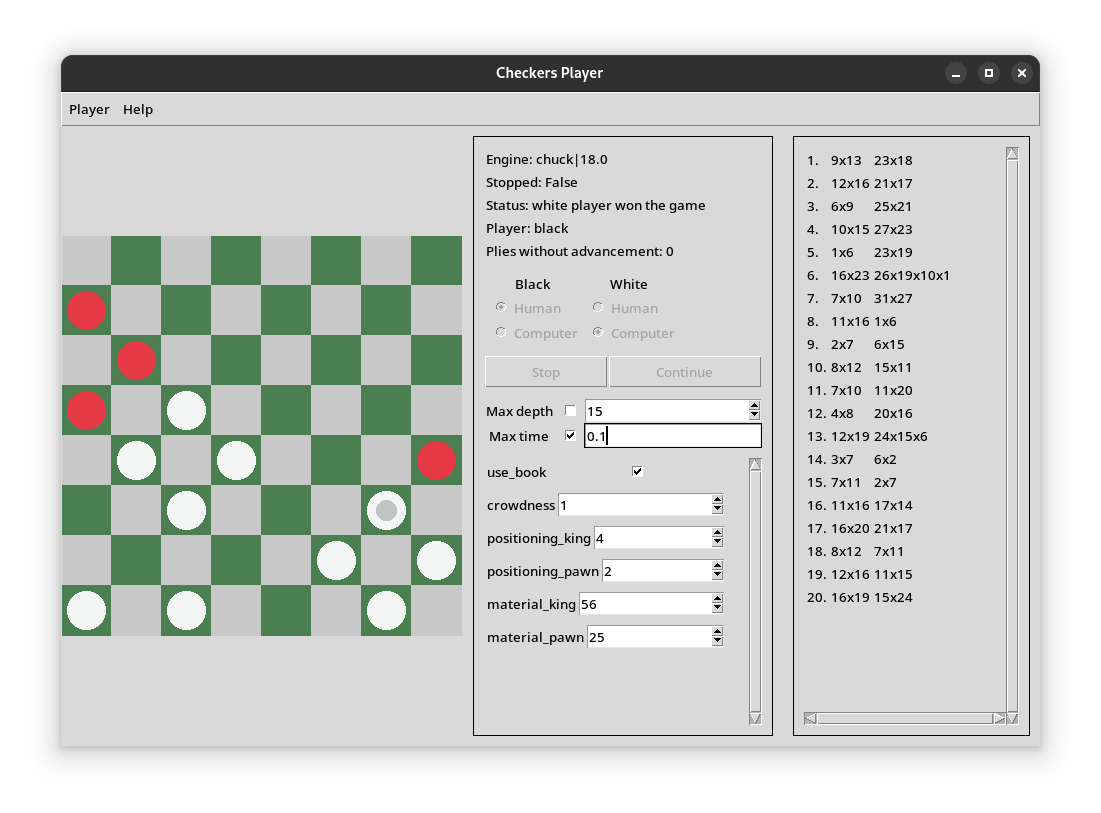 Checkers Player
Player Help
Engine: chuck|18.0
Stopped: False
Status: white player won the game
Player: black
Plies without advancement: 0
Black White
Human Human
Computer Computer
Stop Continue
Max depth 15
Max time 0.1
use_book
crowdness 1
positioning_king 4
positioning_pawn 2
material_king 56
material_pawn 25
1. 9x13 23x18
2. 12x16 21x17
3. 6x9 25x21
4. 10x15 27x23
5. 1x6 23x19
6. 16x23 26x19x10x1
7. 7x10 31x27
8. 11x16 1x6
9. 2x7 6x15
10. 8x12 15x11
11. 7x10 11x20
12. 4x8 20x16
13. 12x19 24x15x6
14. 3x7 6x2
15. 7x11 2x7
16. 11x16 17x14
17. 16x20 21x17
18. 8x12 7x11
19. 12x16 11x15
20. 16x19 15x24